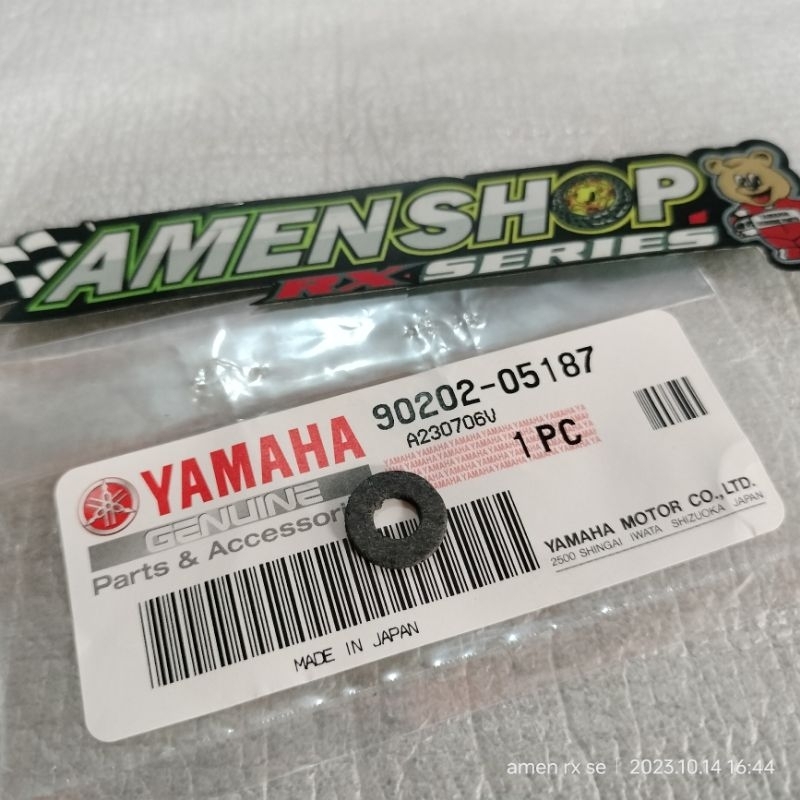 AMENSHOP
RX SERIES
90202-05187
A230706V
1 PC
YAMAHA
GENUINE
Parts & Accessori
YAMAHA MOTOR CO., LTD.
2500 SHINGAI IWATA SHIZUOKA JAPAN
MADE IN JAPAN
amen rx se | 2023.10.14 16:44